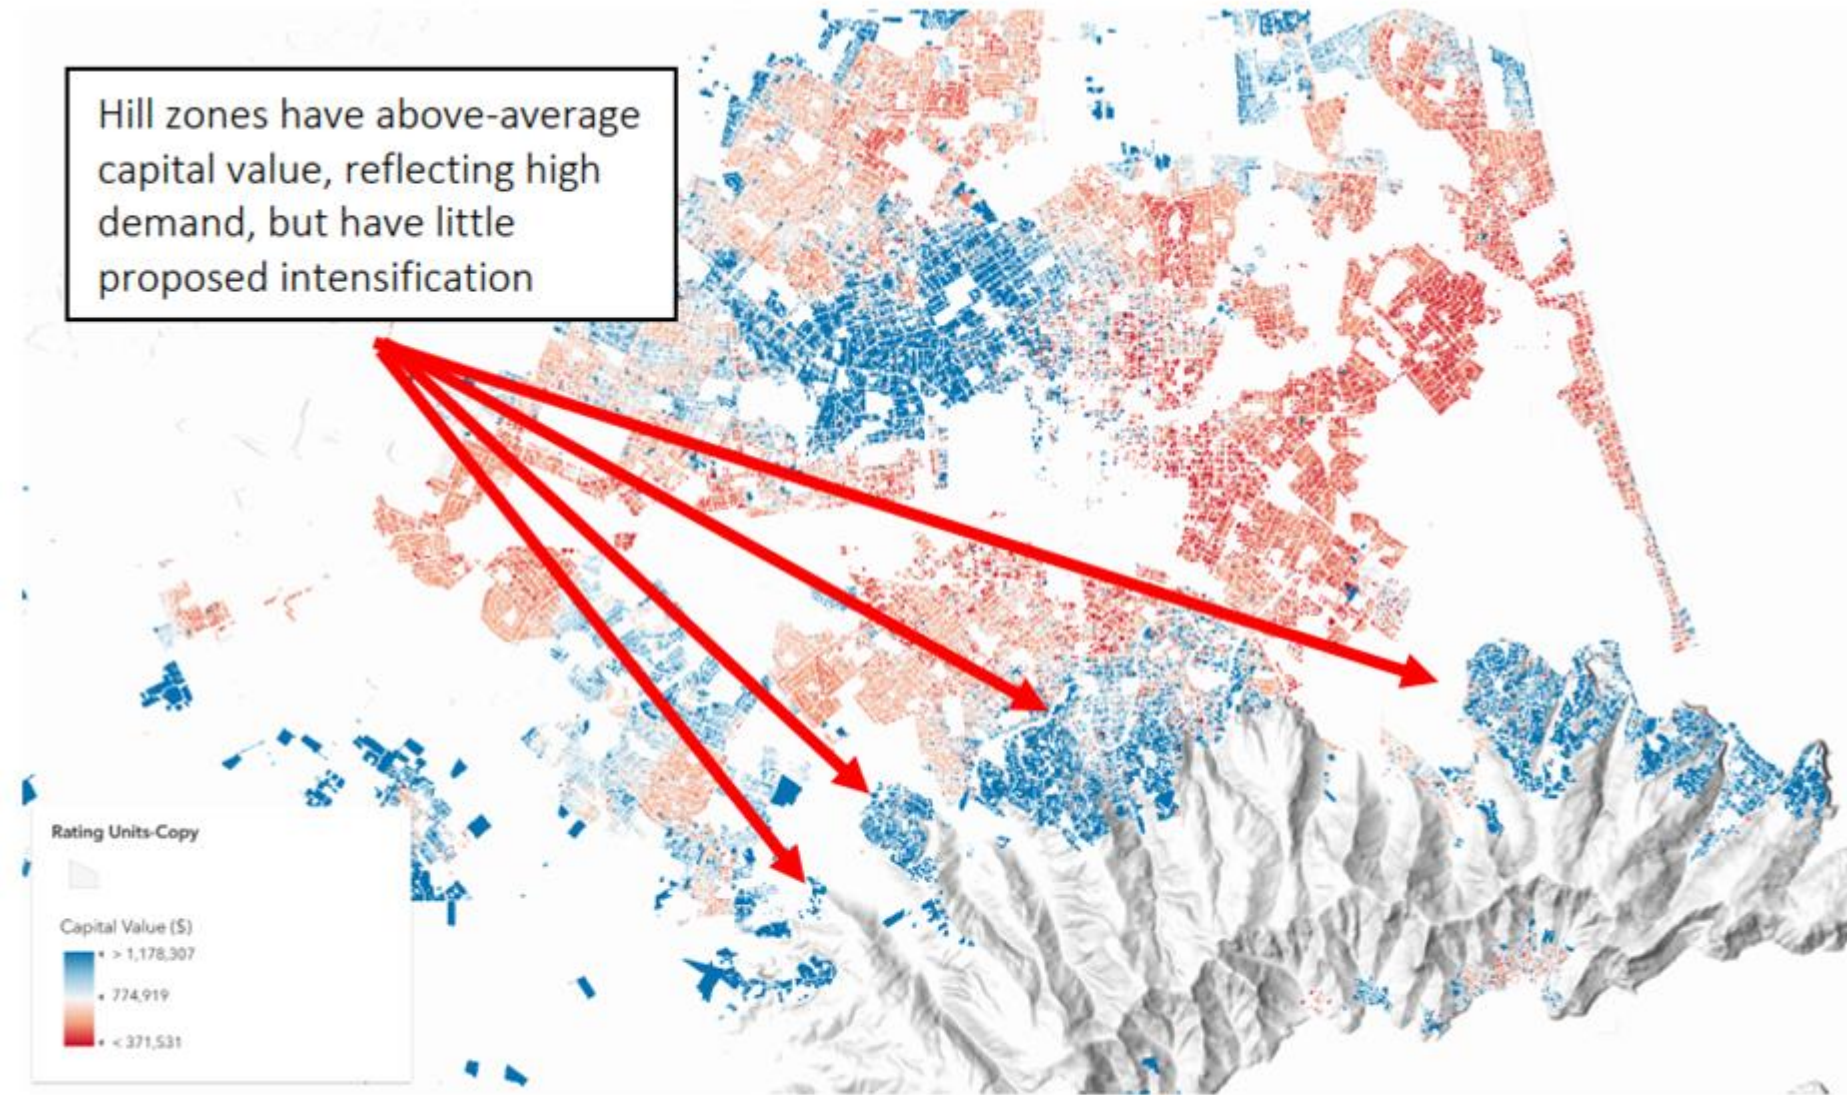 Hill zones have above-average
capital value, reflecting high
demand, but have little
proposed intensification
Rating Units-Copy
Capital Value ($)
> 1,178,307
774,919
< 371,531